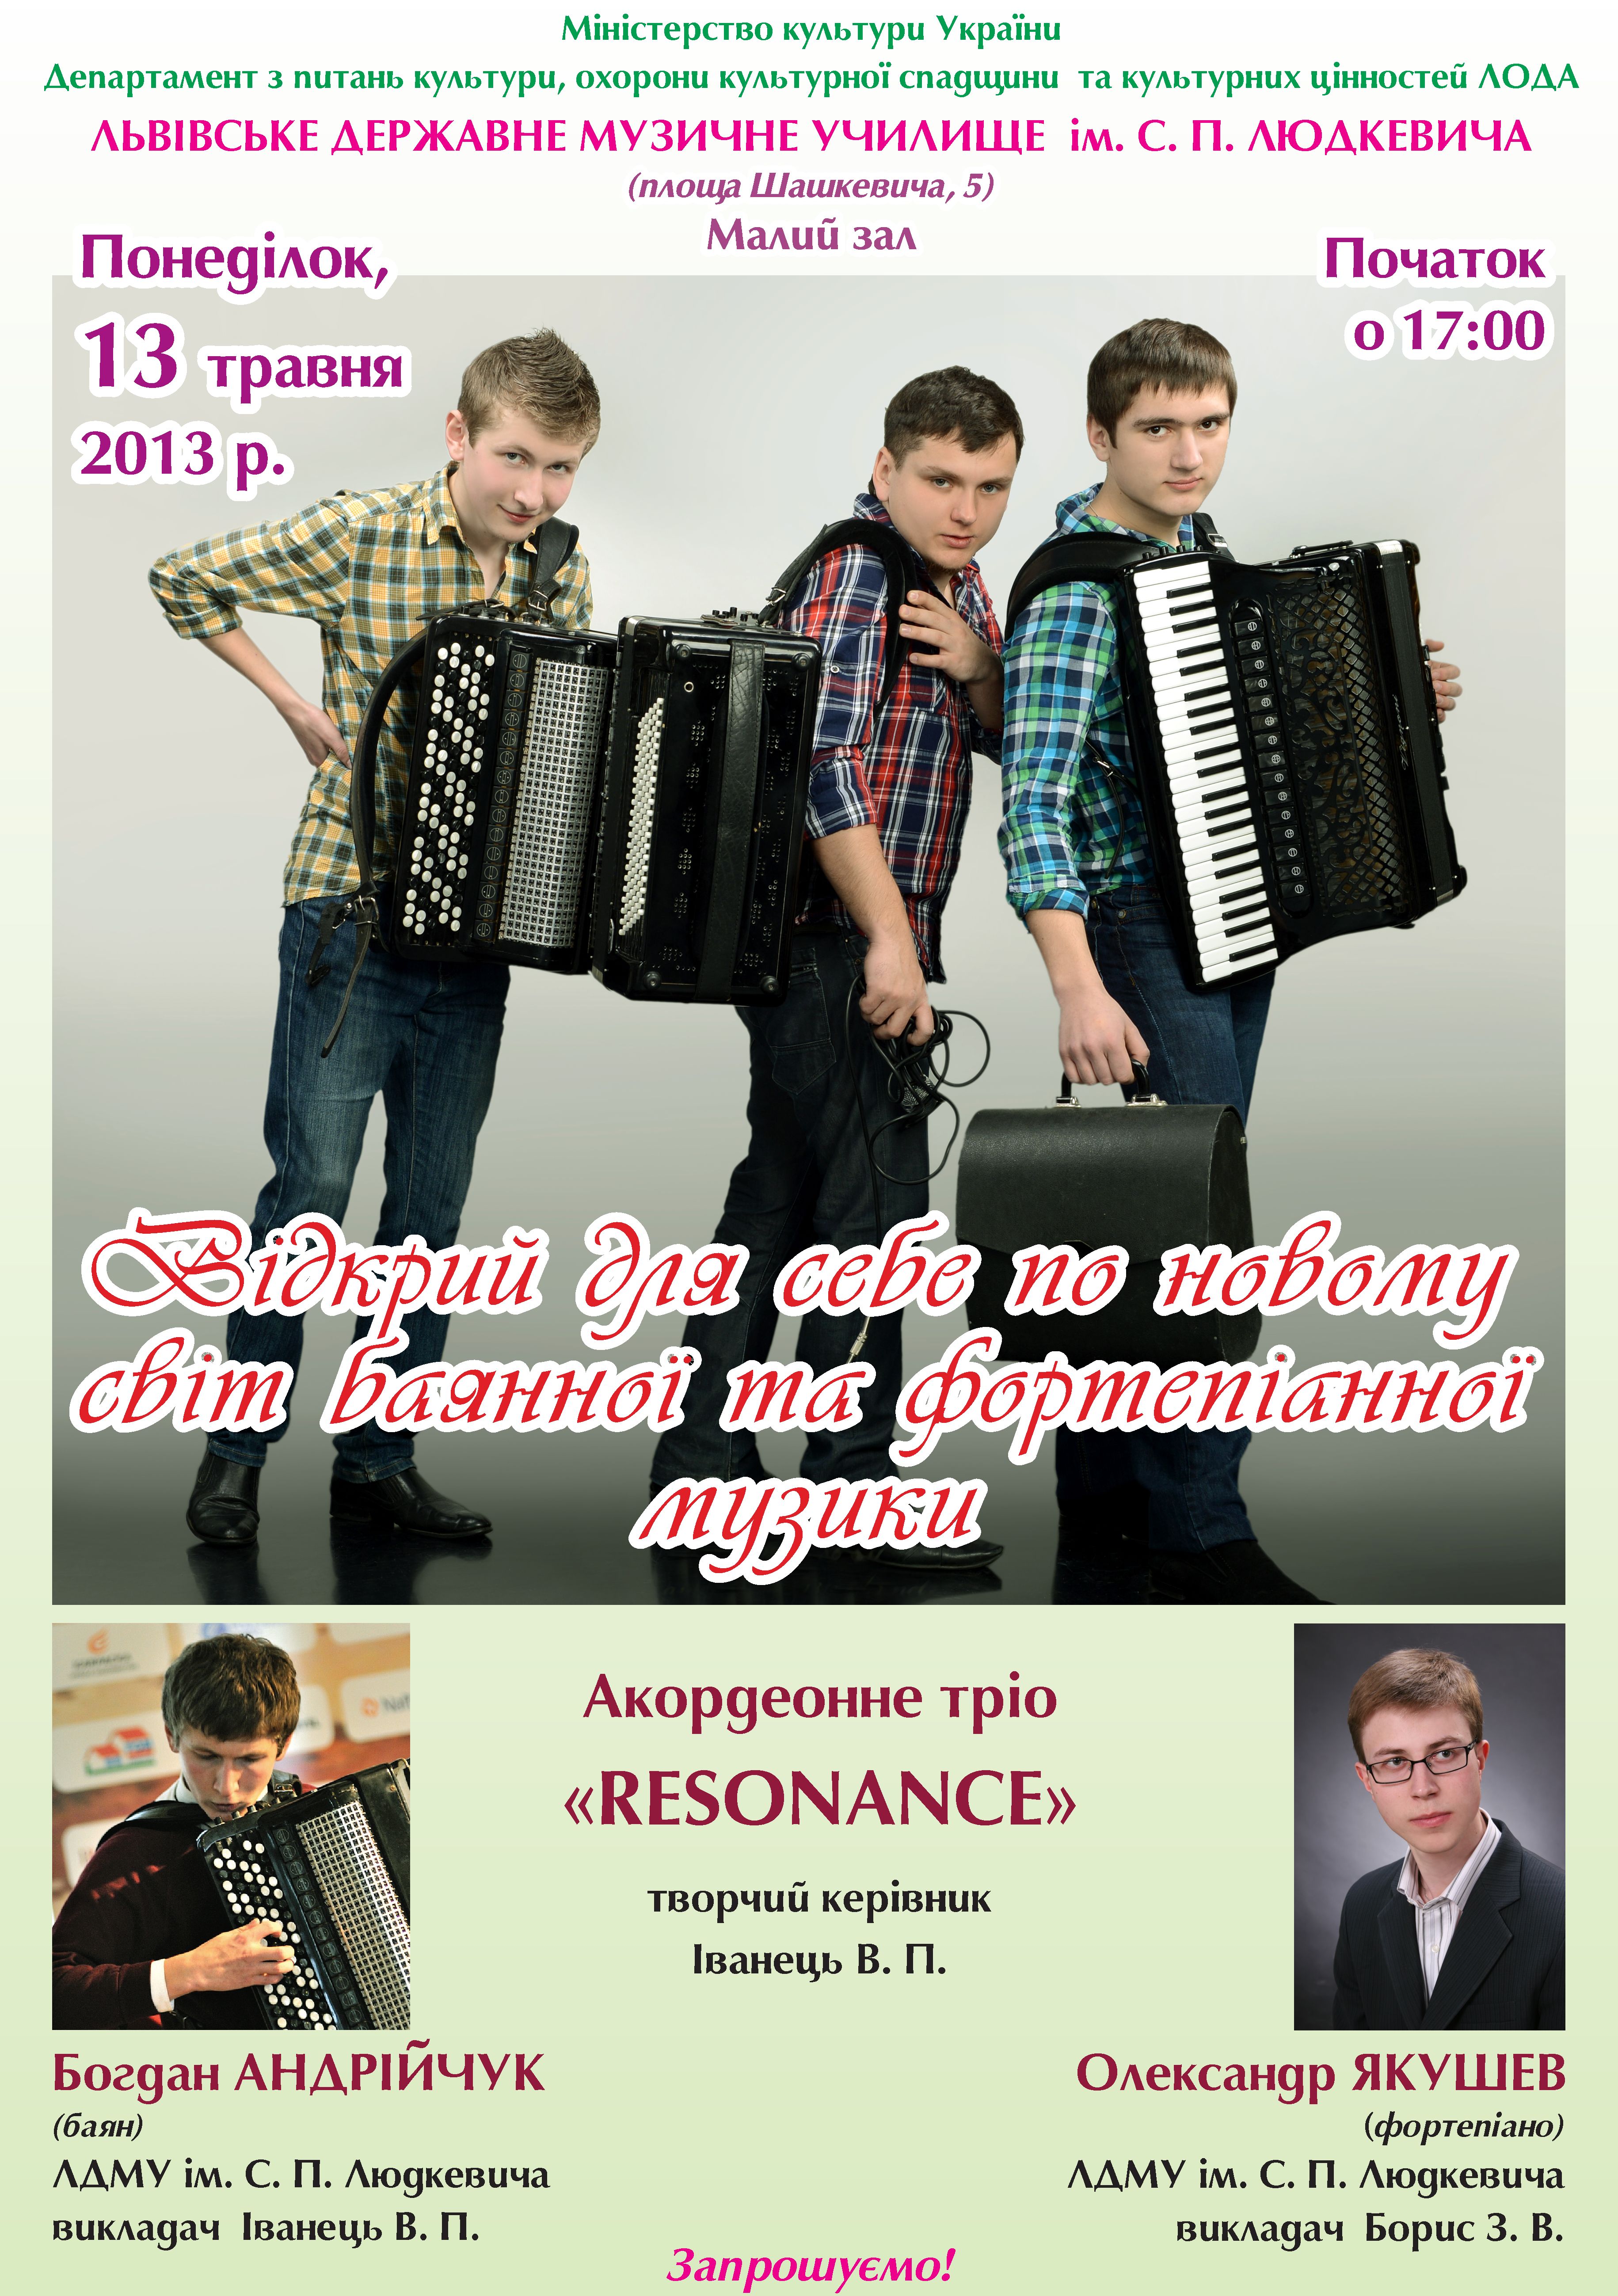 Міністерство культури України
Департамент з питань культури, охорони культурної спадщини та культурних цінностей ЛОДА
ЛЬВІВСЬКЕ ДЕРЖАВНЕ МУЗИЧНЕ УЧИЛИЩЕ ім. С. П. ЛЮДКЕВИЧА
(площа Шашкевича, 5)
Малий зал
Понеділок,
13 травня
2013 р.
Початок
о 17:00
Відкрий для себе по новому
світ баянної та фортепіанної
музики
Акордеонне тріо
«RESONANCE»
творчий керівник
Іванець В. П.
Богдан АНДРІЙЧУК
(баян)
ЛДМУ ім. С. П. Людкевича
викладач Іванець В. П.
Олександр ЯКУШЕВ
(фортепіано)
ЛДМУ ім. С. П. Людкевича
викладач Борис З. В.
Запрошуємо!